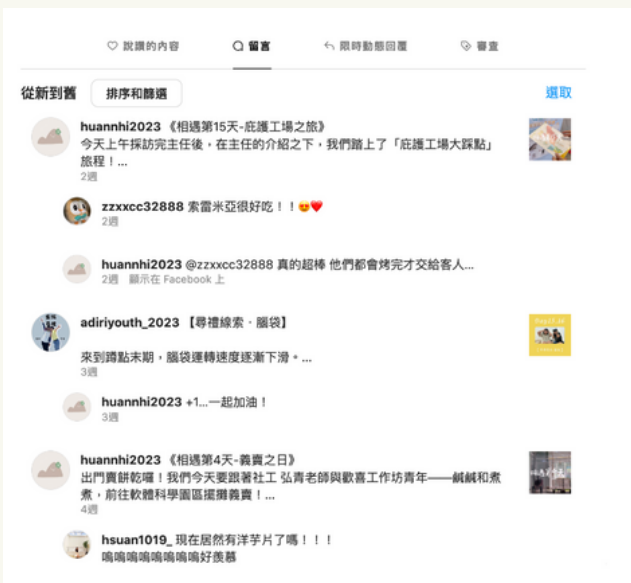 說讚的內容 留言 限時動態回覆 審查
從新到舊 排序和篩選 選取
huannhi2023 《相遇第15天-庇護工場之旅》
今天上午採訪完主任後，在主任的介紹之下，我們踏上了「庇護工場大踩點」
旅程！...
2週
zzxxcc32888 索雷米亞很好吃！！😍❤️
2週
huannhi2023 @zzxxcc32888 真的超棒 他們都會烤完才交給客人...
2週 顯示在 Facebook 上
adiriyouth_2023 【尋禮線索．腦袋】
來到蹲點末期，腦袋運轉速度逐漸下滑。...
3週
huannhi2023 +1...一起加油！
3週
huannhi2023 《相遇第4天-義賣之日》
出門賣餅乾囉！我們今天要跟著社工 弘青老師與歡喜工作坊青年——鹹鹹和煮
煮，前往軟體科學園區擺攤義賣！...
4週
hsuan1019_ 現在居然有洋芋片了嗎！！！
嗚嗚嗚嗚嗚嗚嗚好羨慕